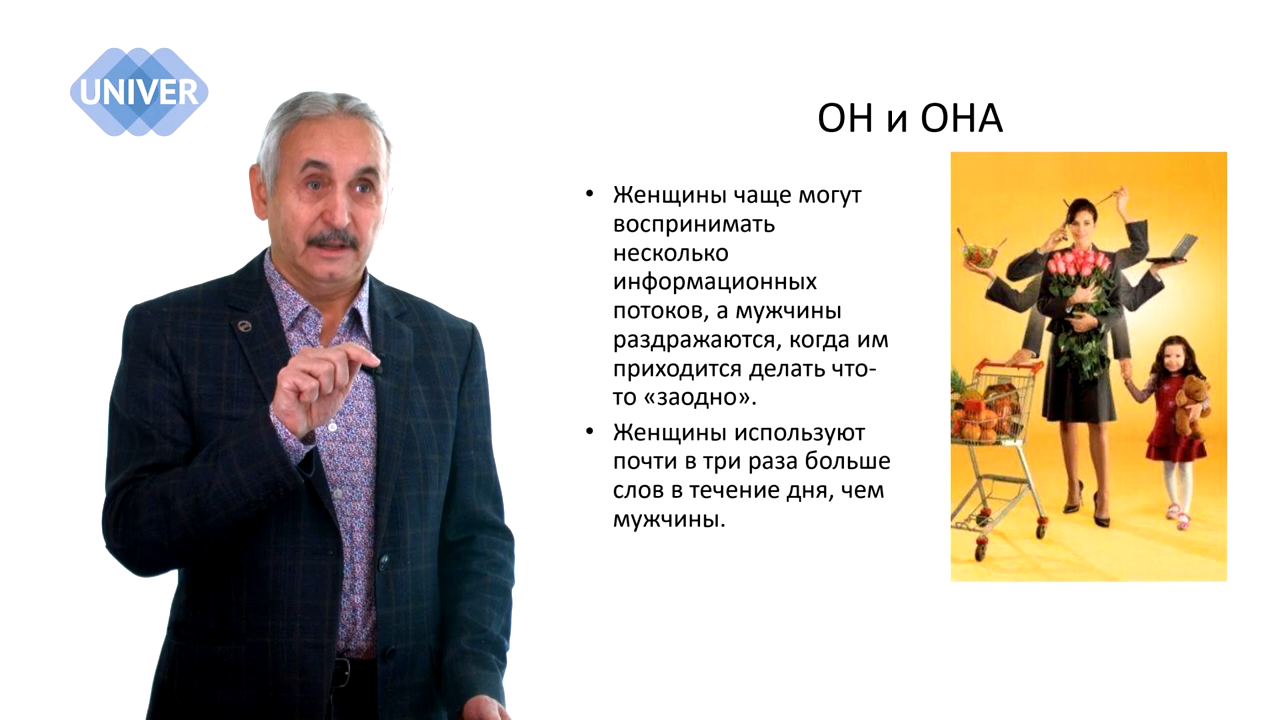 UNIVER
ОН и ОНА
• Женщины чаще могут
воспринимать
несколько
информационных
потоков, а мужчины
раздражаются, когда им
приходится делать что-
то «заодно».
• Женщины используют
почти в три раза больше
слов в течение дня, чем
мужчины.